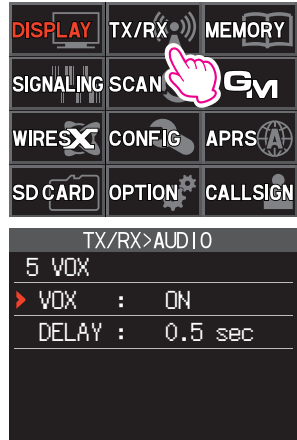 DISPLAY TX/RX MEMORY
SIGNALING SCAN GM
WIRES X CONFIG APRS
SD CARD OPTION CALLSIGN
TX/RX>AUDIO
5 VOX
VOX : ON
DELAY : 0.5 sec